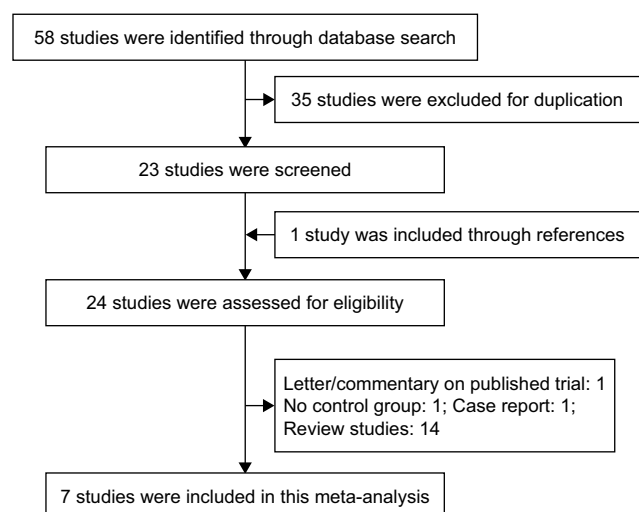 58 studies were identified through database search
35 studies were excluded for duplication
23 studies were screened
1 study was included through references
24 studies were assessed for eligibility
Letter/commentary on published trial: 1
No control group: 1; Case report: 1;
Review studies: 14
7 studies were included in this meta-analysis